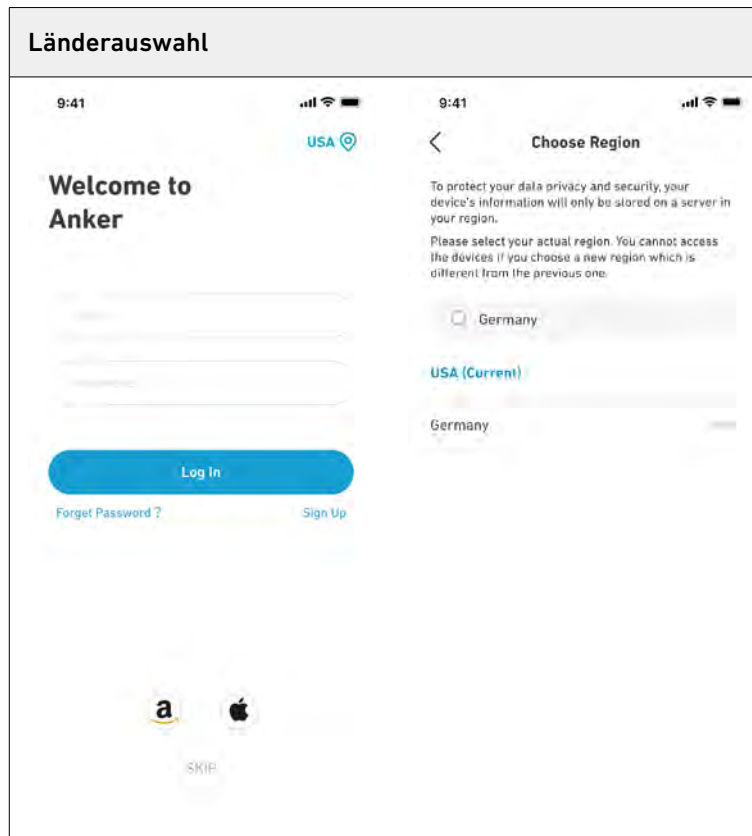 Länderauswahl
9:41
USA
Welcome to
Anker
Log In
Forget Password ?
Sign Up
a
SKIP
9:41
Choose Region
To protect your data privacy and security, your
device's information will only be stored on a server in
your region.
Please select your actual region. You cannot access
the devices if you choose a new region which is
different from the previous one.
Germany
USA (Current)
Germany